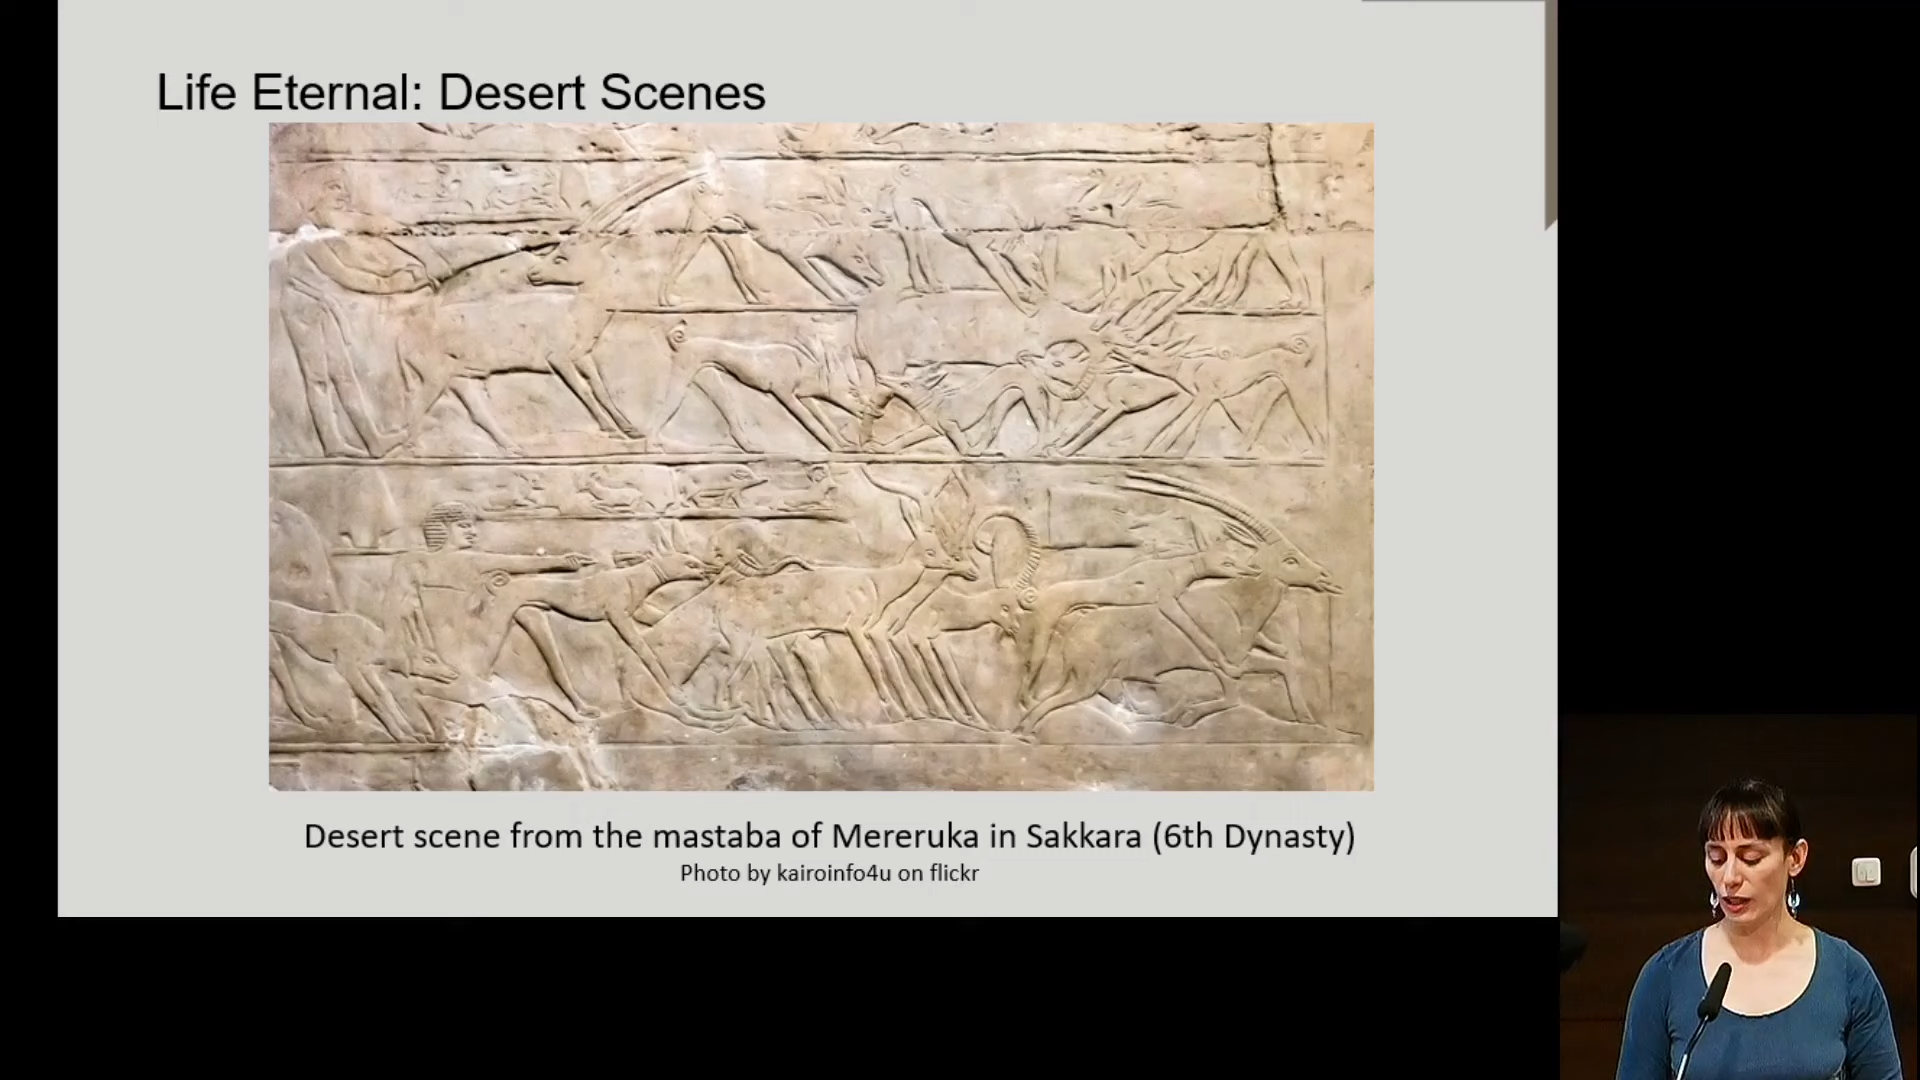 Life Eternal: Desert Scenes
Desert scene from the mastaba of Mereruka in Sakkara (6th Dynasty)
Photo by kairoinfo4u on flickr